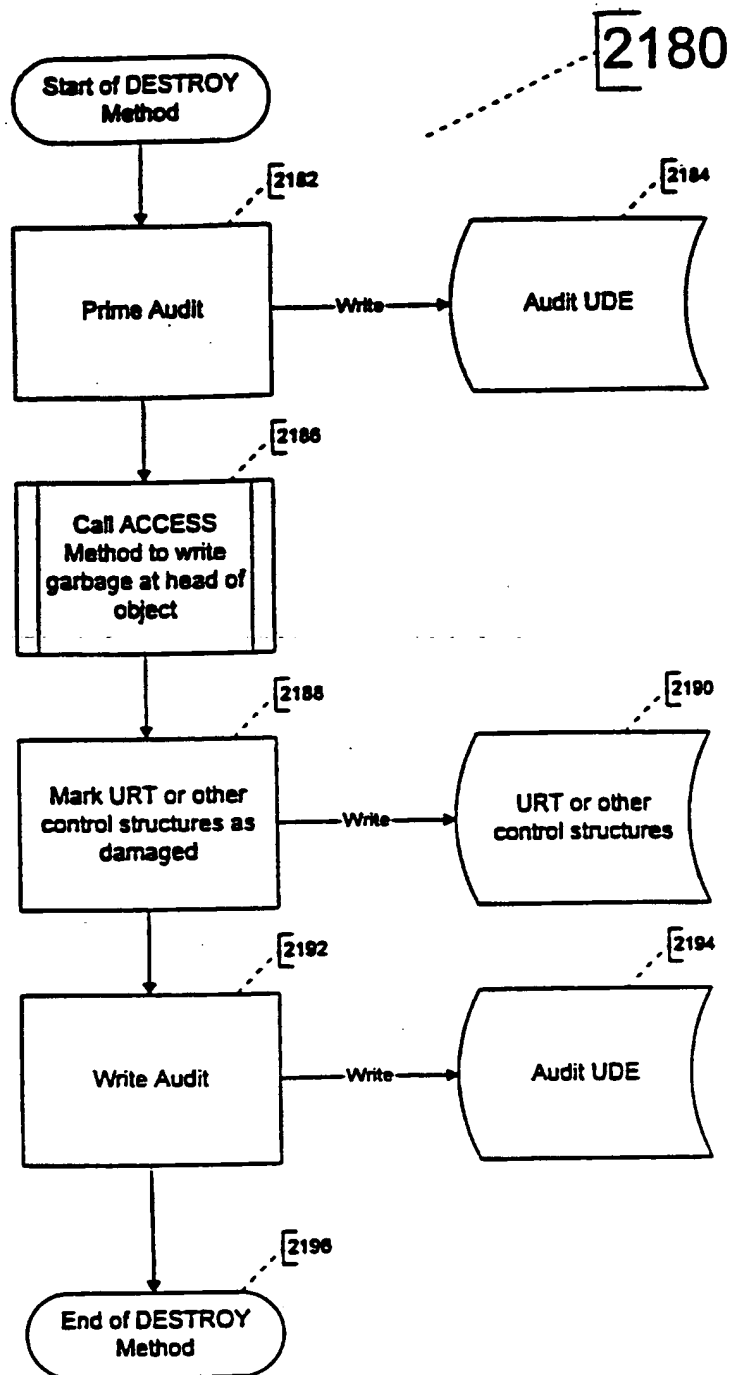 2180
Start of DESTROY
Method
2182
2184
Prime Audit
Write
Audit UDE
2186
Call ACCESS
Method to write
garbage at head of
object
2188
2190
Mark URT or other
control structures as
damaged
Write
URT or other
control structures
2192
2194
Write Audit
Write
Audit UDE
2196
End of DESTROY
Method